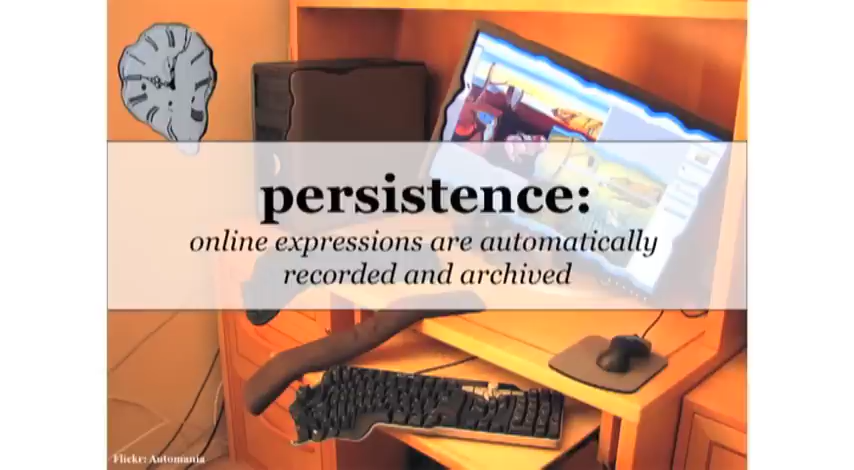 persistence:
online expressions are automatically
recorded and archived
Flickr: Automania